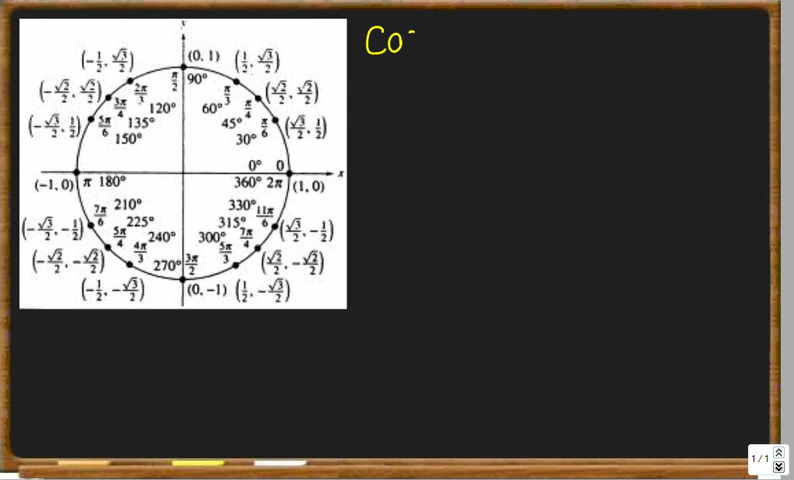 y
(0, 1)
(-1/2, √3/2)
(1/2, √3/2)
π/2
90°
(-√2/2, √2/2)
2π/3
π/3
(√2/2, √2/2)
3π/4
120°
60°
π/4
(-√3/2, 1/2)
5π/6
135°
45°
π/6
(√3/2, 1/2)
150°
30°
0°
0
x
(-1, 0)
π
180°
360°
2π
(1, 0)
7π/6
210°
330°
11π/6
(-√3/2, -1/2)
225°
315°
(√3/2, -1/2)
5π/4
240°
300°
7π/4
(-√2/2, -√2/2)
4π/3
5π/3
(√2/2, -√2/2)
270°
3π/2
(-1/2, -√3/2)
(0, -1)
(1/2, -√3/2)
Co
1/1